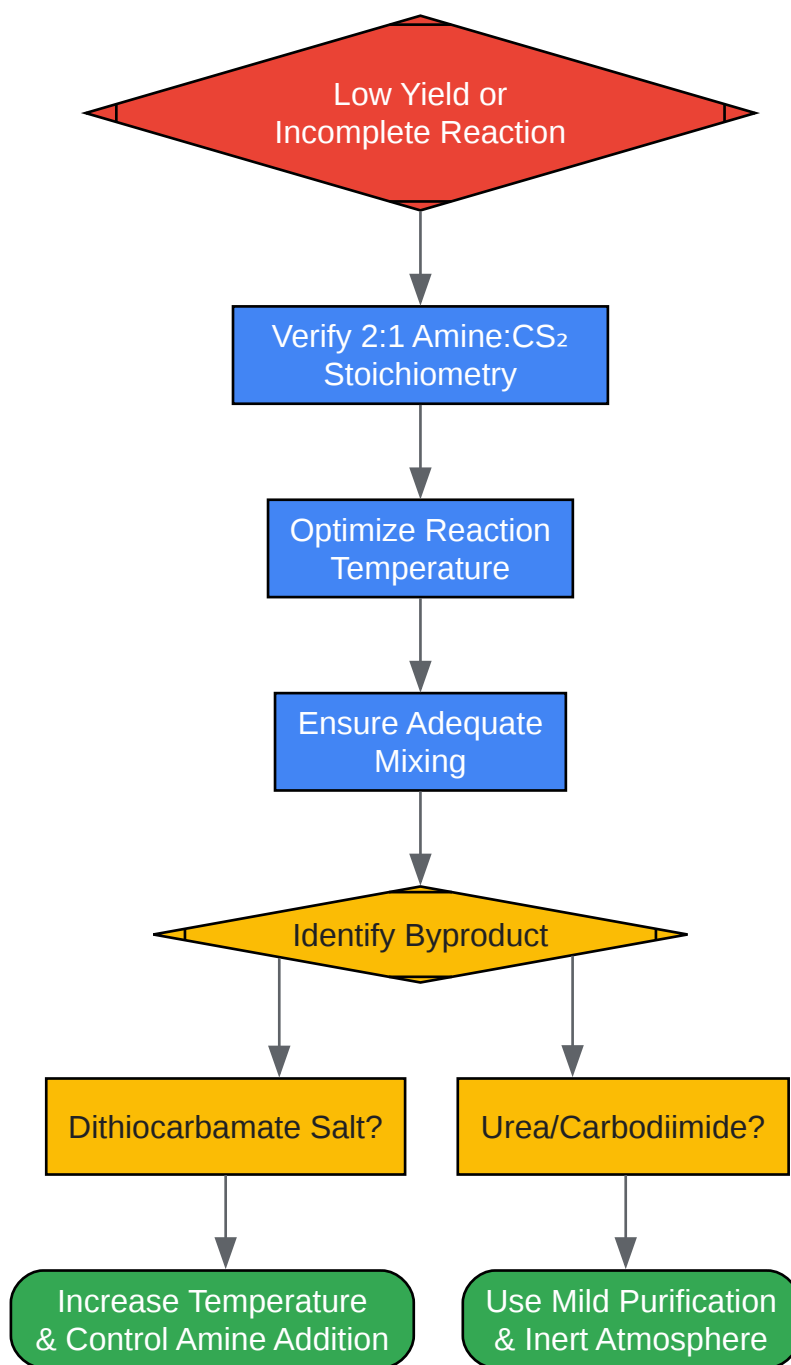 Low Yield or
Incomplete Reaction
Verify 2:1 Amine:CS₂
Stoichiometry
Optimize Reaction
Temperature
Ensure Adequate
Mixing
Identify Byproduct
Dithiocarbamate Salt?
Urea/Carbodiimide?
Increase Temperature
& Control Amine Addition
Use Mild Purification
& Inert Atmosphere